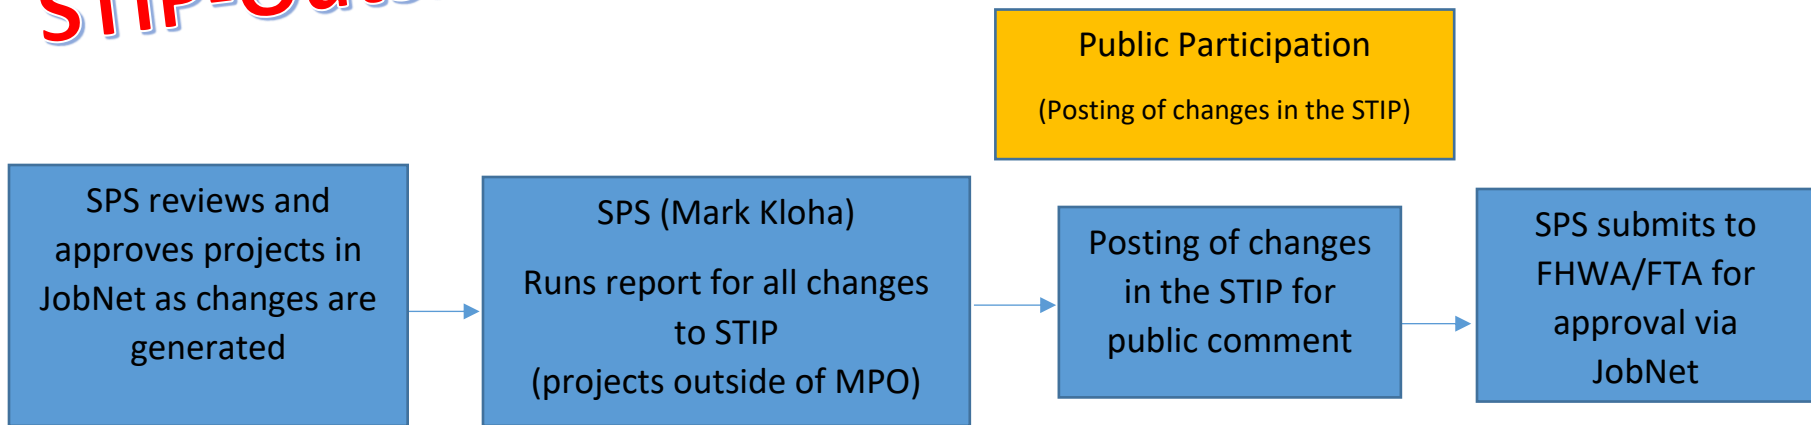 STIP-Outs
Public Participation
(Posting of changes in the STIP)
SPS reviews and
approves projects in
JobNet as changes are
generated
SPS (Mark Kloha)
Runs report for all changes
to STIP
(projects outside of MPO)
Posting of changes
in the STIP for
public comment
SPS submits to
FHWA/FTA for
approval via
JobNet